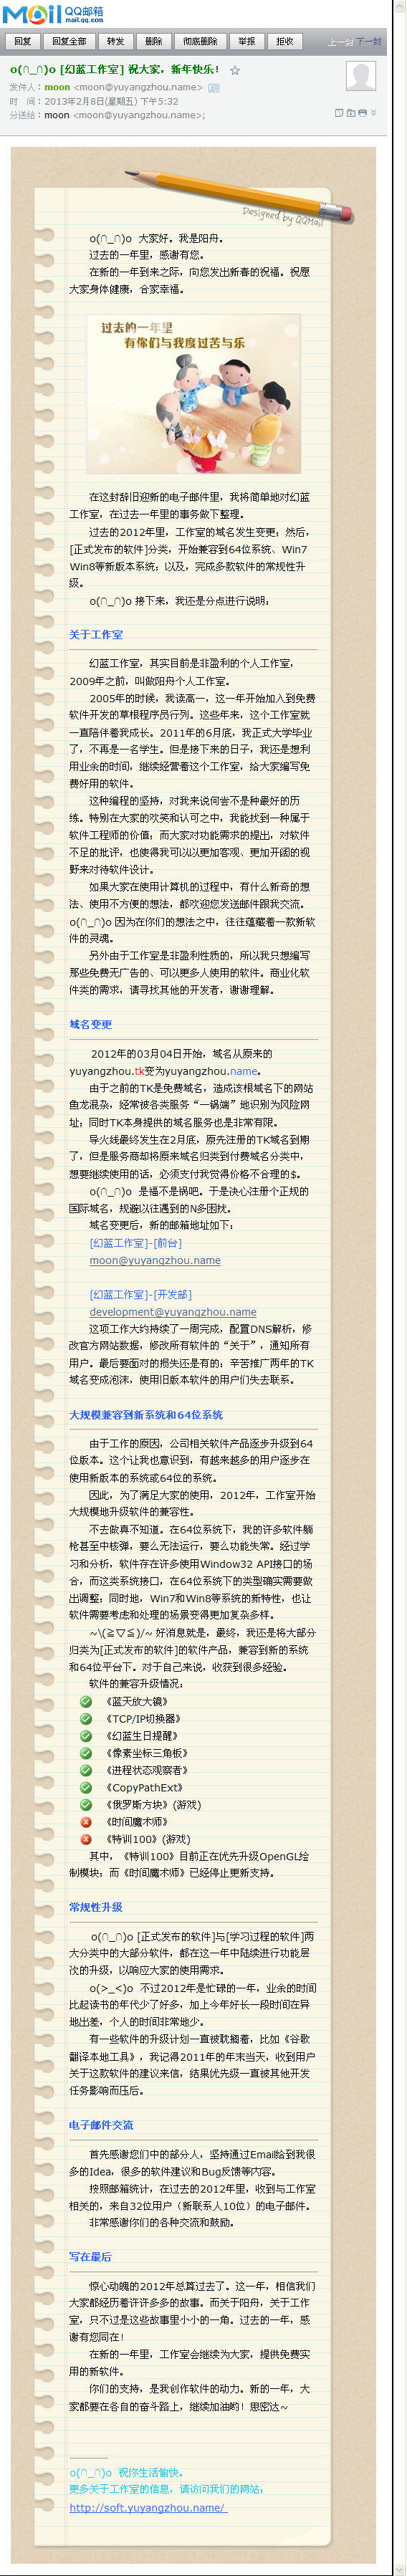 Mail QQ邮箱
mail.qq.com
回复 回复全部 转发 删除 彻底删除 举报 拒收 上一封 下一封
o(∩_∩)o [幻蓝工作室] 祝大家，新年快乐！ ☆
发件人：moon <moon@yuyangzhou.name>
时　间：2013年2月8日(星期五) 下午5:32
分送给：moon <moon@yuyangzhou.name>;
Designed by QQMail
o(∩_∩)o 大家好。我是阳舟。
过去的一年里，感谢有您。
在新的一年到来之际，向您发出新春的祝福。祝愿
大家身体健康，合家幸福。
过去的一年里
有你们与我度过苦与乐
在这封辞旧迎新的电子邮件里，我将简单地对幻蓝
工作室，在过去一年里的事务做下整理。
过去的2012年里，工作室的域名发生变更；然后，
[正式发布的软件]分类，开始兼容到64位系统、Win7
Win8等新版本系统；以及，完成多款软件的常规性升
级。
o(∩_∩)o 接下来，我还是分点进行说明：
关于工作室
幻蓝工作室，其实目前是非盈利的个人工作室，
2009年之前，叫做阳舟个人工作室。
2005年的时候，我读高一，这一年开始加入到免费
软件开发的草根程序员行列。这些年来，这个工作室就
一直陪伴着我成长。2011年的6月底，我正式大学毕业
了，不再是一名学生。但是接下来的日子，我还是想利
用业余的时间，继续经营着这个工作室，给大家编写免
费好用的软件。
这种编程的坚持，对我来说何尝不是种最好的历
练。特别在大家的欢笑和认可之中，我能找到一种属于
软件工程师的价值；而大家对功能需求的提出，对软件
不足的批评，也使得我可以以更加客观、更加开阔的视
野来对待软件设计。
如果大家在使用计算机的过程中，有什么新奇的想
法、使用不方便的想法，都欢迎您发送邮件跟我交流。
o(∩_∩)o 因为在你们的想法之中，往往蕴藏着一款新软
件的灵魂。
另外由于工作室是非盈利性质的，所以我只想编写
那些免费无广告的、可以更多人使用的软件。商业化软
件类的需求，请寻找其他的开发者，谢谢理解。
域名变更
2012年的03月04日开始，域名从原来的
yuyangzhou.tk变为yuyangzhou.name。
由于之前的TK是免费域名，造成该根域名下的网站
鱼龙混杂，经常被各类服务“一锅端”地识别为风险网
址；同时TK本身提供的域名服务也是非常有限。
导火线最终发生在2月底，原先注册的TK域名到期
了，但是服务商却将原来域名归类到付费域名分类中，
想要继续使用的话，必须支付我觉得价格不合理的$。
o(∩_∩)o 是福不是祸吧。于是决心注册个正规的
国际域名，规避以往遇到的N多困扰。
域名变更后，新的邮箱地址如下：
[幻蓝工作室]-[前台]
moon@yuyangzhou.name
[幻蓝工作室]-[开发部]
development@yuyangzhou.name
这项工作大约持续了一周完成，配置DNS解析，修
改官方网站数据，修改所有软件的“关于”，通知所有
用户。最后要面对的损失还是有的：辛苦推广两年的TK
域名变成泡沫，使用旧版本软件的用户们失去联系。
大规模兼容到新系统和64位系统
由于工作的原因，公司相关软件产品逐步升级到64
位版本。这个让我也意识到，有越来越多的用户逐步在
使用新版本的系统或64位的系统。
因此，为了满足大家的使用，2012年，工作室开始
大规模地升级软件的兼容性。
不去做真不知道。在64位系统下，我的许多软件躺
枪甚至中核弹，要么无法运行，要么功能失常。经过学
习和分析，软件存在许多使用Window32 API接口的场
合，而这类系统接口，在64位系统下的类型确实需要做
出调整，同时地，Win7和Win8等系统的新特性，也让
软件需要考虑和处理的场景变得更加复杂多样。
~\(≧▽≦)/~ 好消息就是，最终，我还是将大部分
归类为[正式发布的软件]的软件产品，兼容到新的系统
和64位平台下。对于自己来说，收获到很多经验。
软件的兼容升级情况：
《蓝天放大镜》
《TCP/IP切换器》
《幻蓝生日提醒》
《像素坐标三角板》
《进程状态观察者》
《CopyPathExt》
《俄罗斯方块》(游戏)
《时间魔术师》
《特训100》(游戏)
其中，《特训100》目前正在优先升级OpenGL绘
制模块；而《时间魔术师》已经停止更新支持。
常规性升级
o(∩_∩)o [正式发布的软件]与[学习过程的软件]两
大分类中的大部分软件，都在这一年中陆续进行功能层
次的升级，以响应大家的使用需求。
o(>_<)o 不过2012年是忙碌的一年，业余的时间
比起读书的年代少了好多，加上今年好长一段时间在异
地出差，个人的时间非常地少。
有一些软件的升级计划一直被耽搁着，比如《谷歌
翻译本地工具》，我记得2011年的年末当天，收到用户
关于这款软件的建议来信，结果优先级一直被其他开发
任务影响而压后。
电子邮件交流
首先感谢您们中的部分人，坚持通过Email给到我很
多的Idea，很多的软件建议和Bug反馈等内容。
按照邮箱统计，在过去的2012年里，收到与工作室
相关的，来自32位用户（新联系人10位）的电子邮件。
非常感谢你们的各种交流和鼓励。
写在最后
惊心动魄的2012年总算过去了。这一年，相信我们
大家都经历着许许多多的故事。而关于阳舟，关于工作
室，只不过是这些故事里小小的一角。过去的一年，感
谢有您同在！
在新的一年里，工作室会继续为大家，提供免费实
用的新软件。
你们的支持，是我创作软件的动力。新的一年，大
家都要在各自的奋斗路上，继续加油哟！思密达~
o(∩_∩)o 祝你生活愉快。
更多关于工作室的信息，请访问我们的网站：
http://soft.yuyangzhou.name/